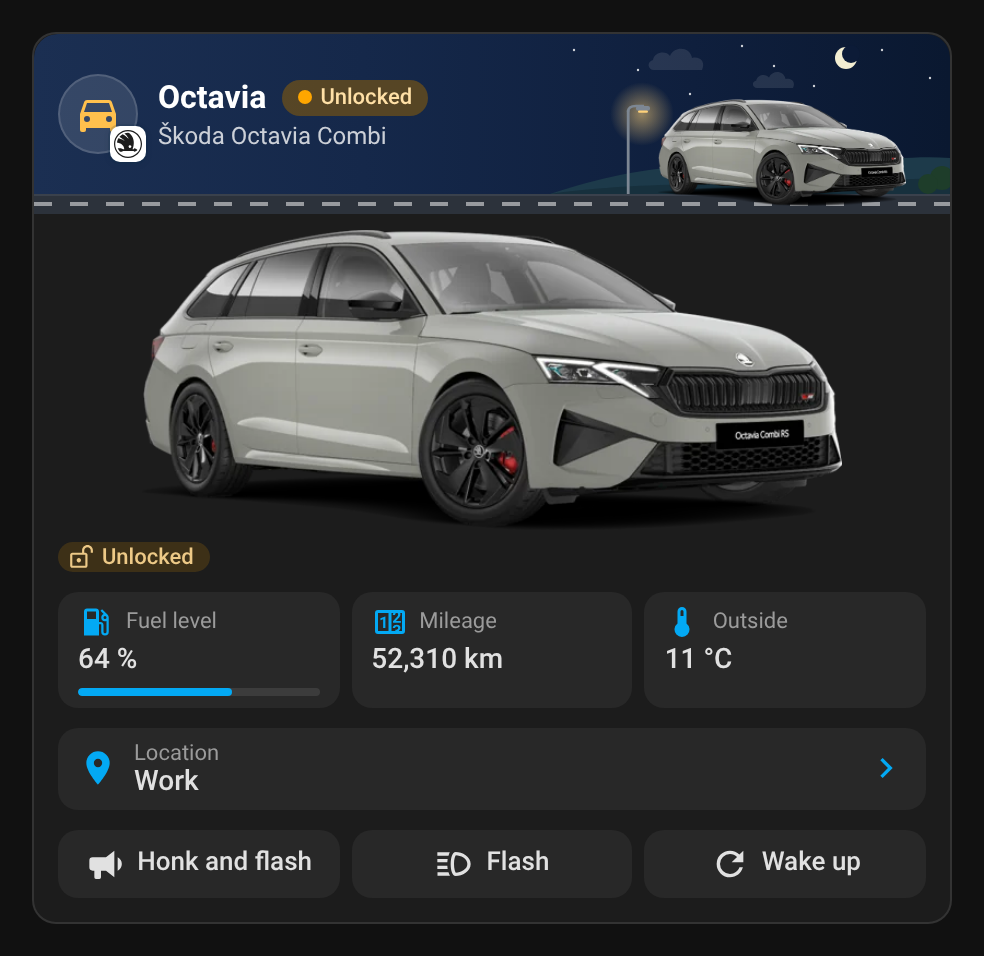 Octavia
Unlocked
Škoda Octavia Combi
Octavia Combi RS
Unlocked
Fuel level
64 %
Mileage
52,310 km
Outside
11 °C
Location
Work
Honk and flash
Flash
Wake up